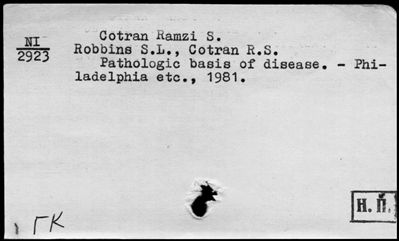 Cotran Ramzi S.
NI
2923
Robbins S.L., Cotran R.S.
Pathologic basis of disease. - Phi-
ladelphia etc., 1981.
Н. П.
ГК